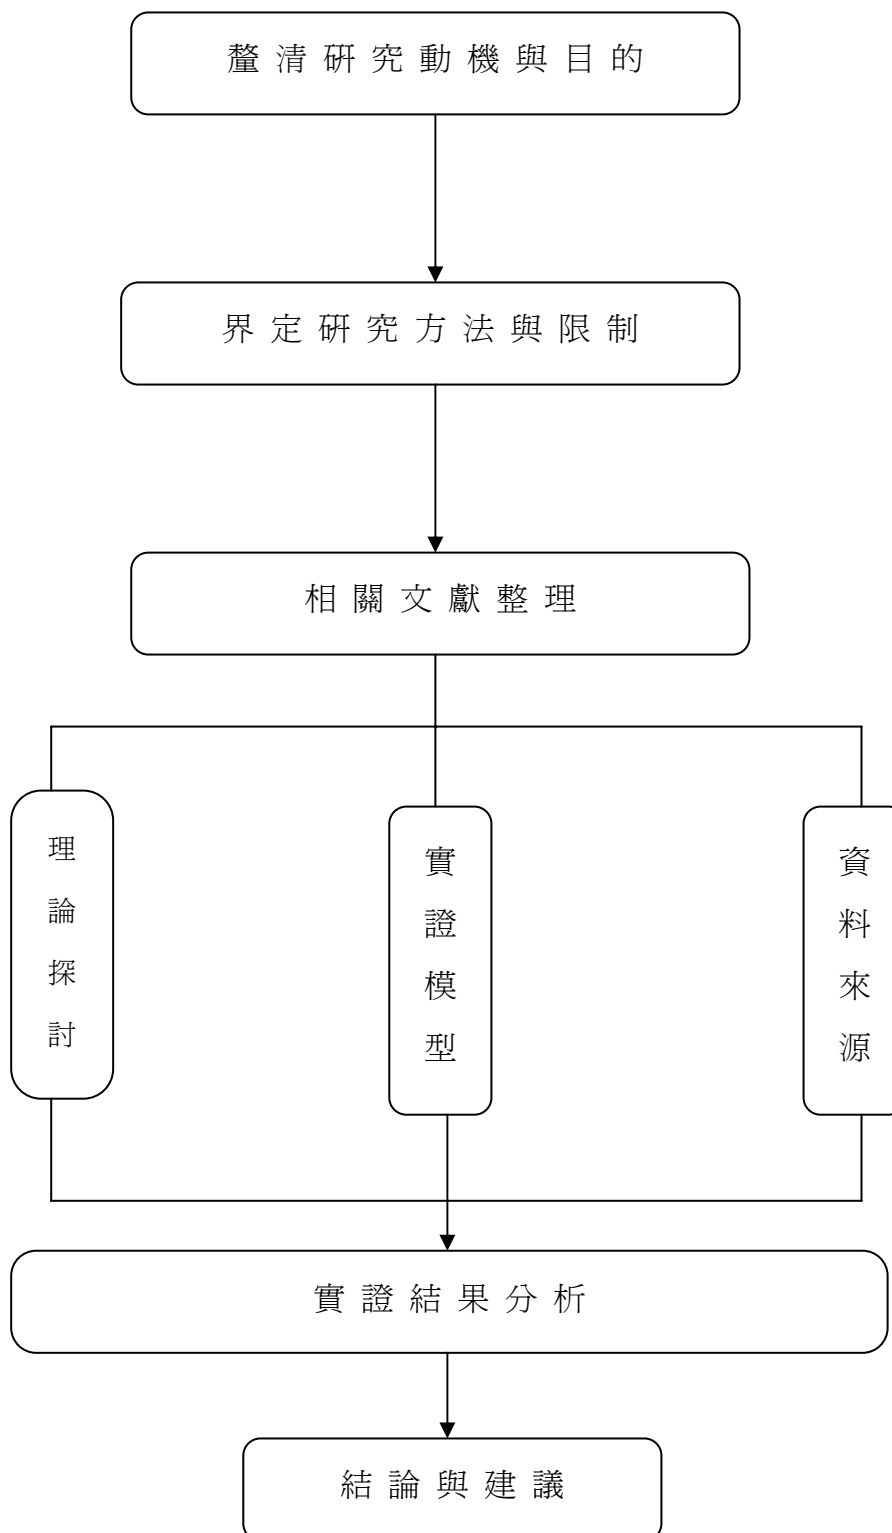 釐清研究動機與目的
界定研究方法與限制
相關文獻整理
理論探討
實證模型
資料來源
實證結果分析
結論與建議